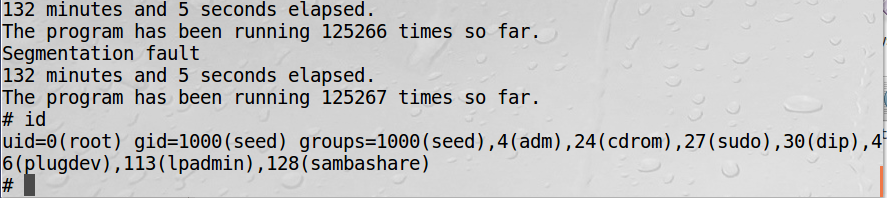 132 minutes and 5 seconds elapsed.
The program has been running 125266 times so far.
Segmentation fault
132 minutes and 5 seconds elapsed.
The program has been running 125267 times so far.
# id
uid=0(root) gid=1000(seed) groups=1000(seed),4(adm),24(cdrom),27(sudo),30(dip),4
6(plugdev),113(lpadmin),128(sambashare)
#